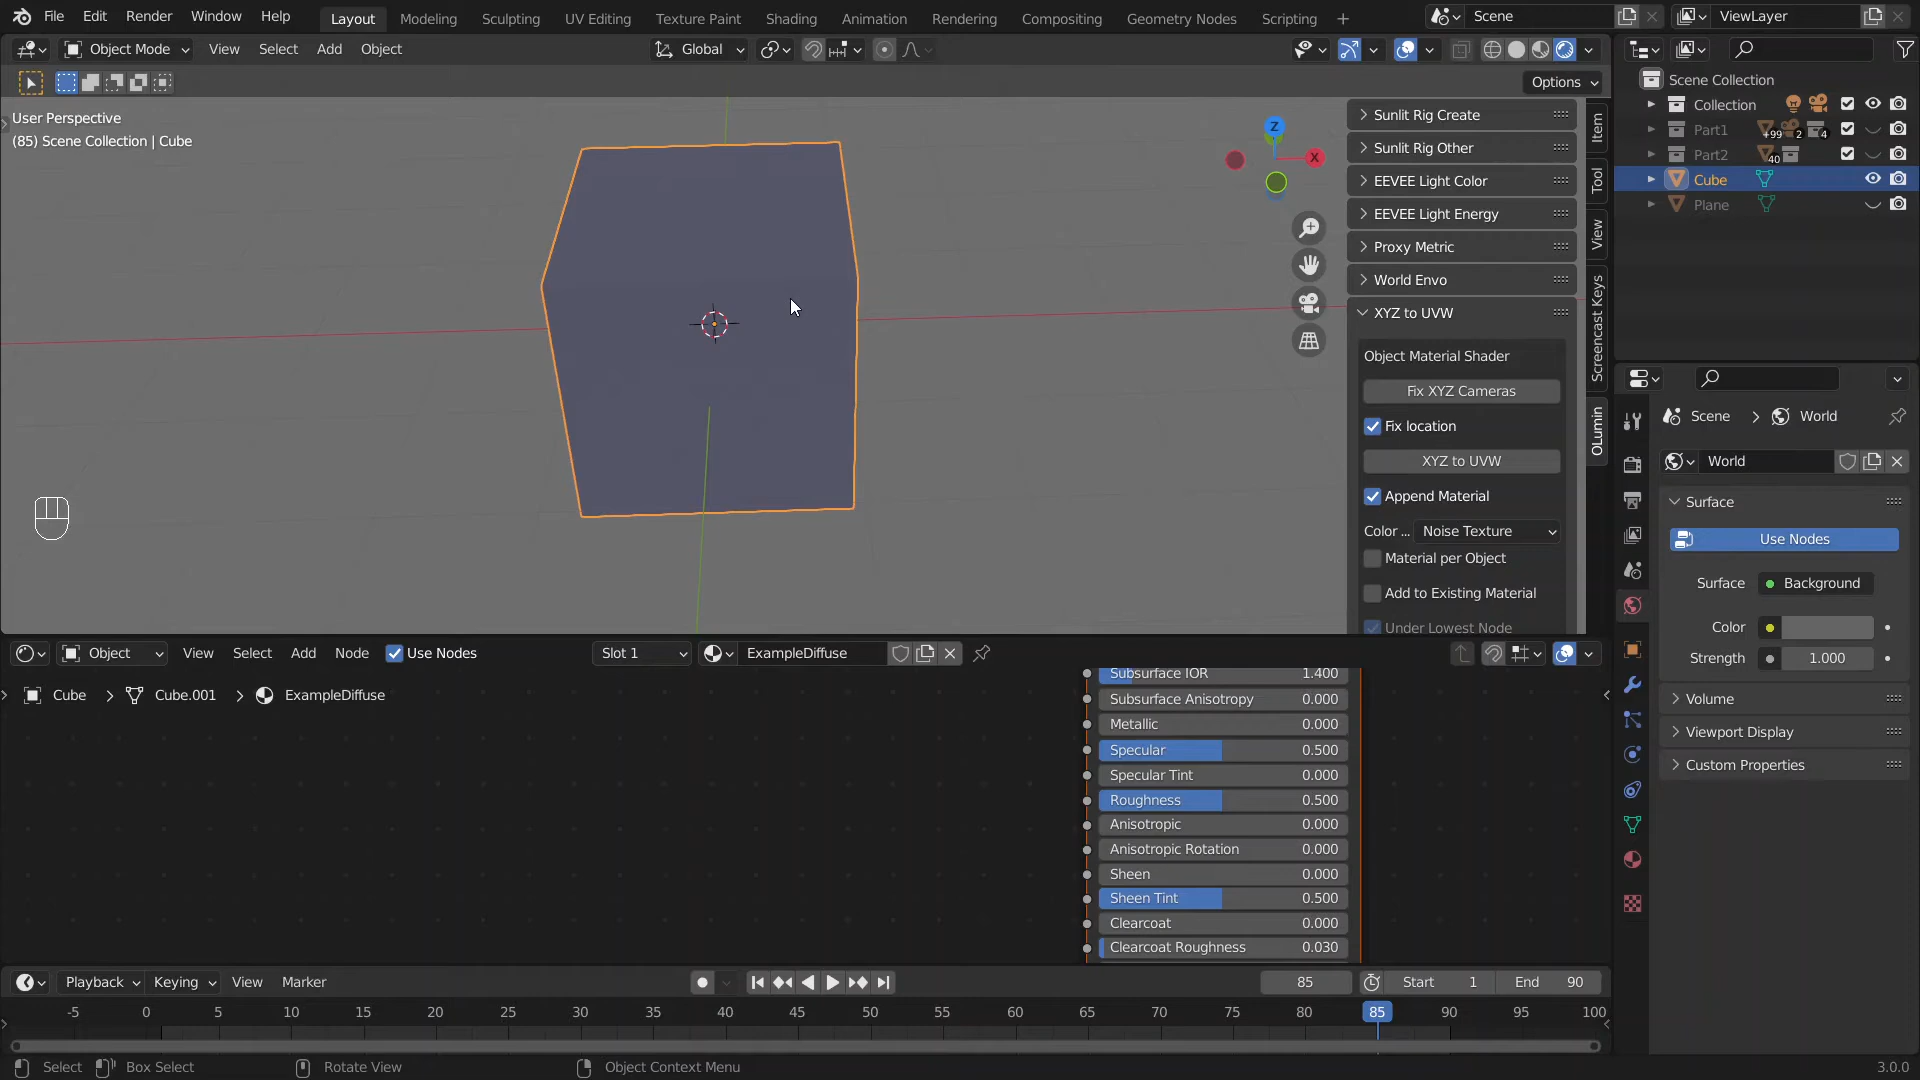 File Edit Render Window Help Layout Modeling Sculpting UV Editing Texture Paint Shading Animation Rendering Compositing Geometry Nodes Scripting + Scene ViewLayer
Object Mode View Select Add Object Global
Options
User Perspective
(85) Scene Collection | Cube
Z
X
Sunlit Rig Create
Sunlit Rig Other
EEVEE Light Color
EEVEE Light Energy
Proxy Metric
World Envo
XYZ to UVW
Object Material Shader
Fix XYZ Cameras
Fix location
XYZ to UVW
Append Material
Color ... Noise Texture
Material per Object
Add to Existing Material
Under Lowest Node
Item
Tool
View
Screencast Keys
OLumin
Scene Collection
Collection
Part1 +99 2 4
Part2 40
Cube
Plane
Scene > World
World
Surface
Use Nodes
Surface Background
Color
Strength 1.000
Volume
Viewport Display
Custom Properties
Object View Select Add Node Use Nodes Slot 1 ExampleDiffuse
Cube > Cube.001 > ExampleDiffuse
Subsurface IOR 1.400
Subsurface Anisotropy 0.000
Metallic 0.000
Specular 0.500
Specular Tint 0.000
Roughness 0.500
Anisotropic 0.000
Anisotropic Rotation 0.000
Sheen 0.000
Sheen Tint 0.500
Clearcoat 0.000
Clearcoat Roughness 0.030
Playback Keying View Marker 85 Start 1 End 90
-5 0 5 10 15 20 25 30 35 40 45 50 55 60 65 70 75 80 85 90 95 100
Select Box Select Rotate View Object Context Menu 3.0.0